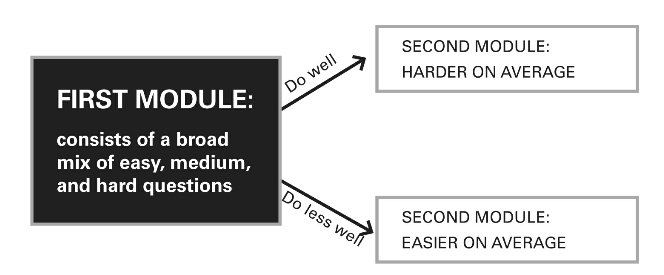 FIRST MODULE:
consists of a broad
mix of easy, medium,
and hard questions
Do well
SECOND MODULE:
HARDER ON AVERAGE
Do less well
SECOND MODULE:
EASIER ON AVERAGE